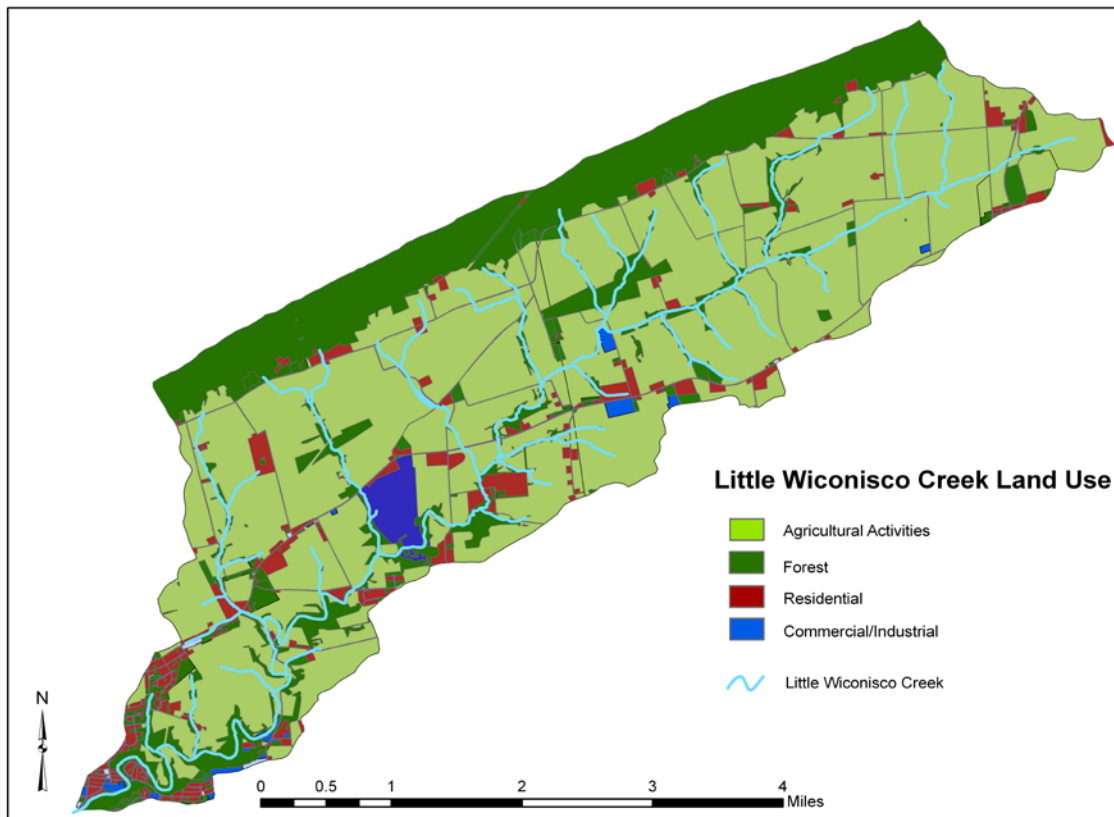 Little Wiconisco Creek Land Use
Agricultural Activities
Forest
Residential
Commercial/Industrial
Little Wiconisco Creek
N
0 0.5 1 2 3 4
Miles